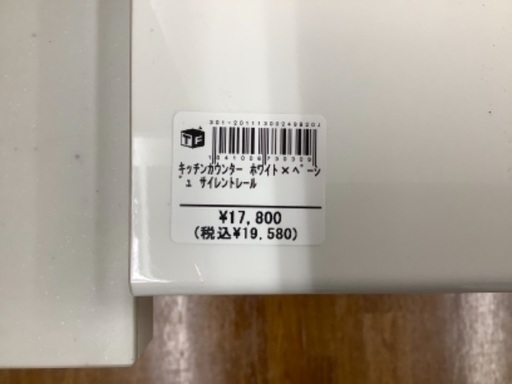 TF
キッチンカウンター ホワイト×ベージ
ュ サイレントレール
¥17,800
(税込¥19,580)